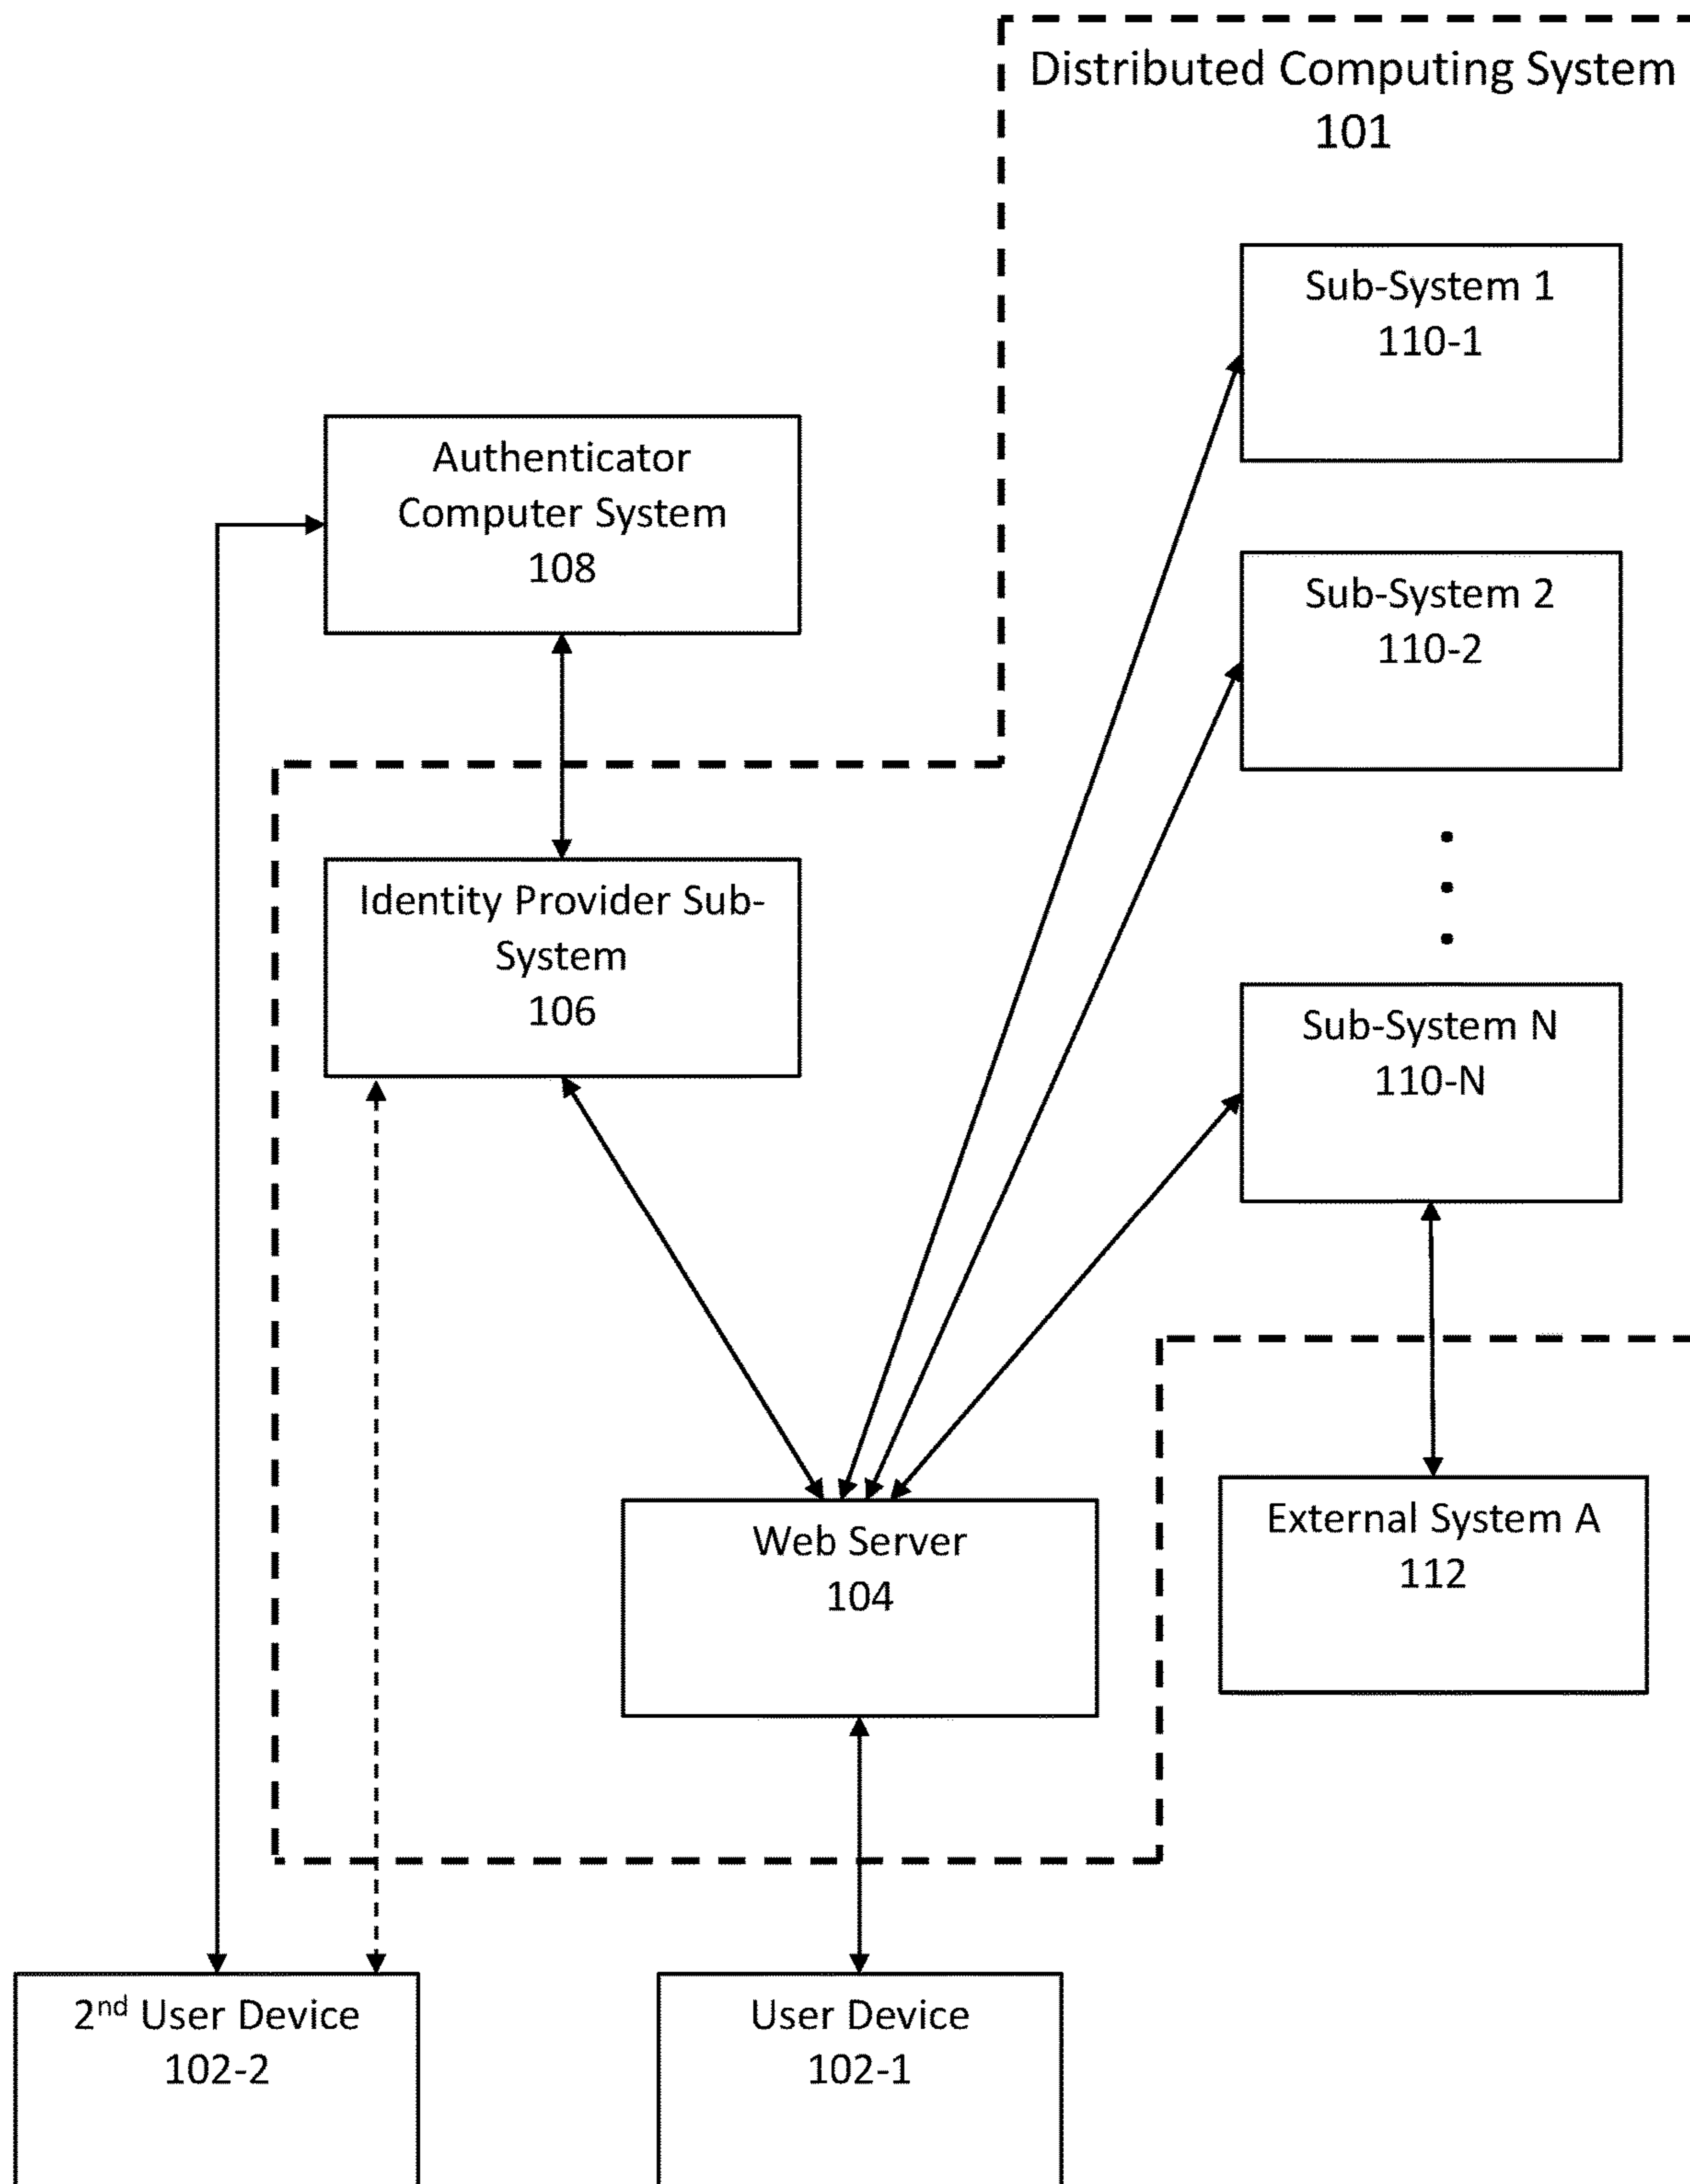 Distributed Computing System
101
Sub-System 1
110-1
Authenticator
Computer System
108
Sub-System 2
110-2
Identity Provider Sub-
System
106
Sub-System N
110-N
Web Server
104
External System A
112
2nd User Device
102-2
User Device
102-1